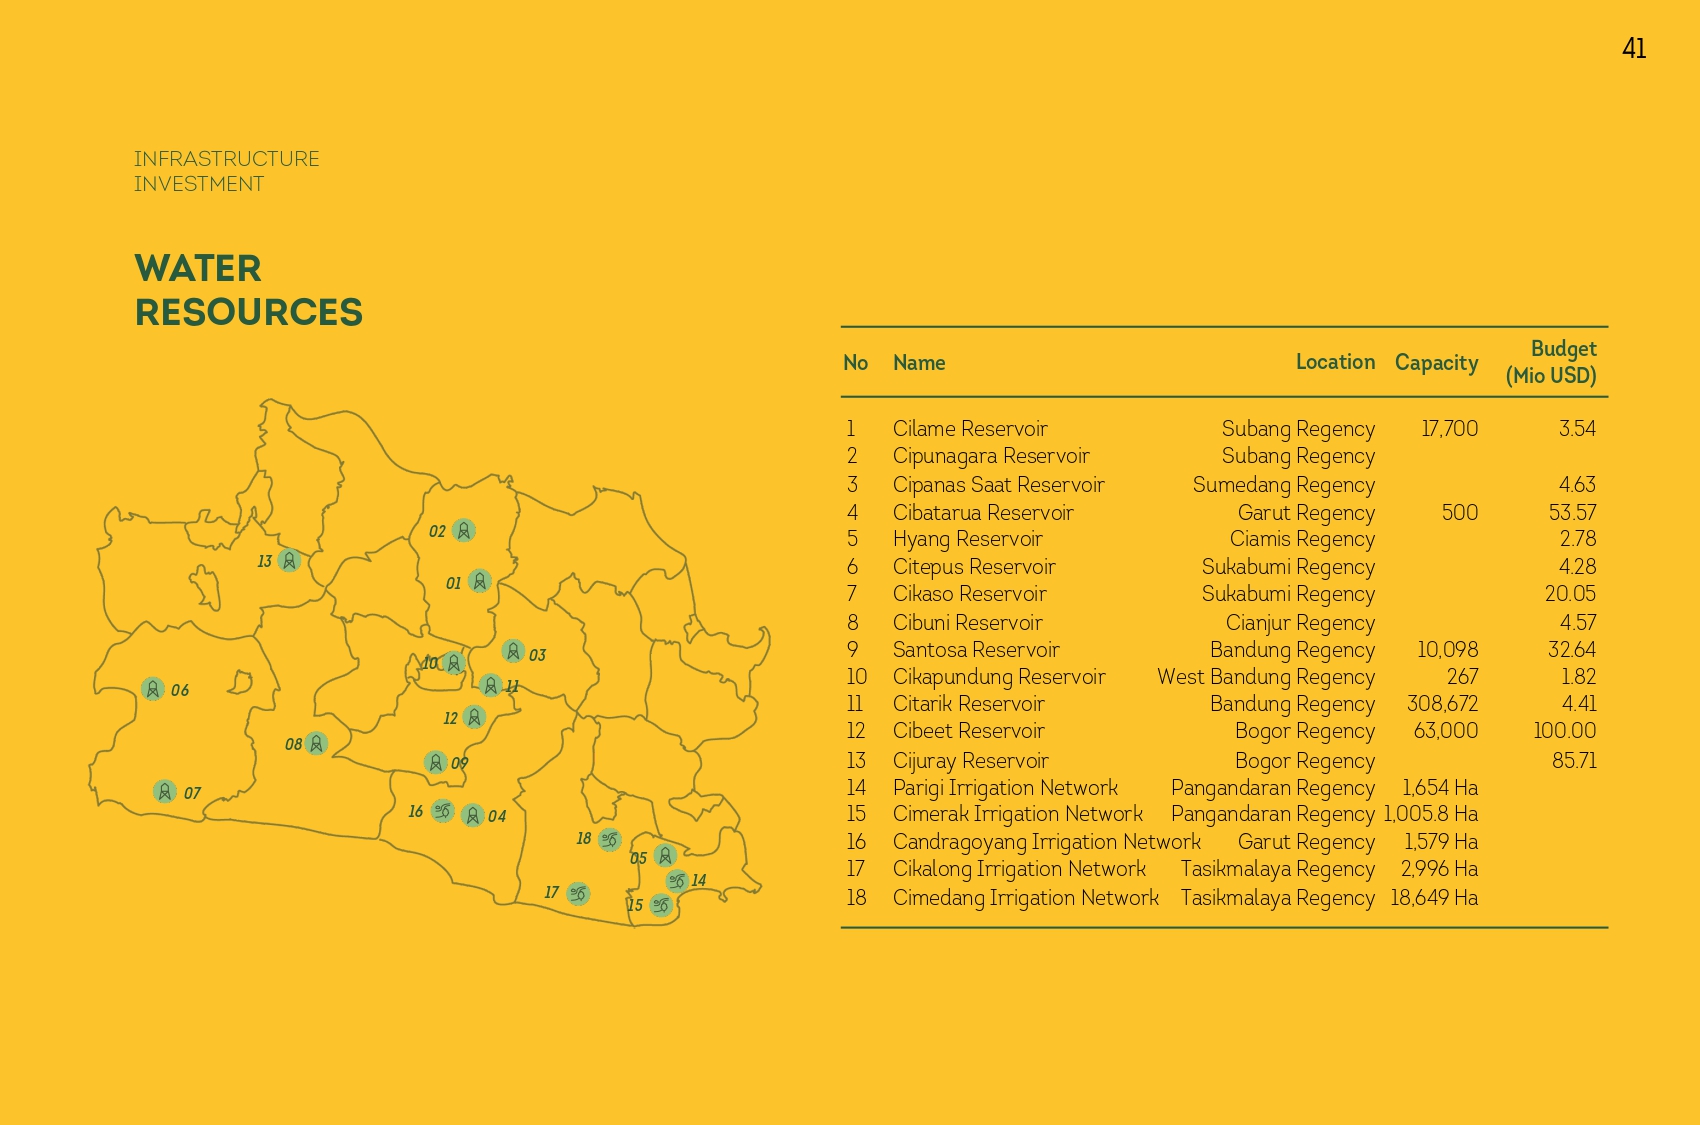 41
INFRASTRUCTURE
INVESTMENT
WATER
RESOURCES
No Name Location Capacity Budget (Mio USD)
1 Cilame Reservoir Subang Regency 17,700 3.54
2 Cipunagara Reservoir Subang Regency
3 Cipanas Saat Reservoir Sumedang Regency 4.63
4 Cibatarua Reservoir Garut Regency 500 53.57
5 Hyang Reservoir Ciamis Regency 2.78
6 Citepus Reservoir Sukabumi Regency 4.28
7 Cikaso Reservoir Sukabumi Regency 20.05
8 Cibuni Reservoir Cianjur Regency 4.57
9 Santosa Reservoir Bandung Regency 10,098 32.64
10 Cikapundung Reservoir West Bandung Regency 267 1.82
11 Citarik Reservoir Bandung Regency 308,672 4.41
12 Cibeet Reservoir Bogor Regency 63,000 100.00
13 Cijuray Reservoir Bogor Regency 85.71
14 Parigi Irrigation Network Pangandaran Regency 1,654 Ha
15 Cimerak Irrigation Network Pangandaran Regency 1,005.8 Ha
16 Candragoyang Irrigation Network Garut Regency 1,579 Ha
17 Cikalong Irrigation Network Tasikmalaya Regency 2,996 Ha
18 Cimedang Irrigation Network Tasikmalaya Regency 18,649 Ha
02
13
01
03
10
11
06
12
08
09
07
16
04
18
05
14
17
15